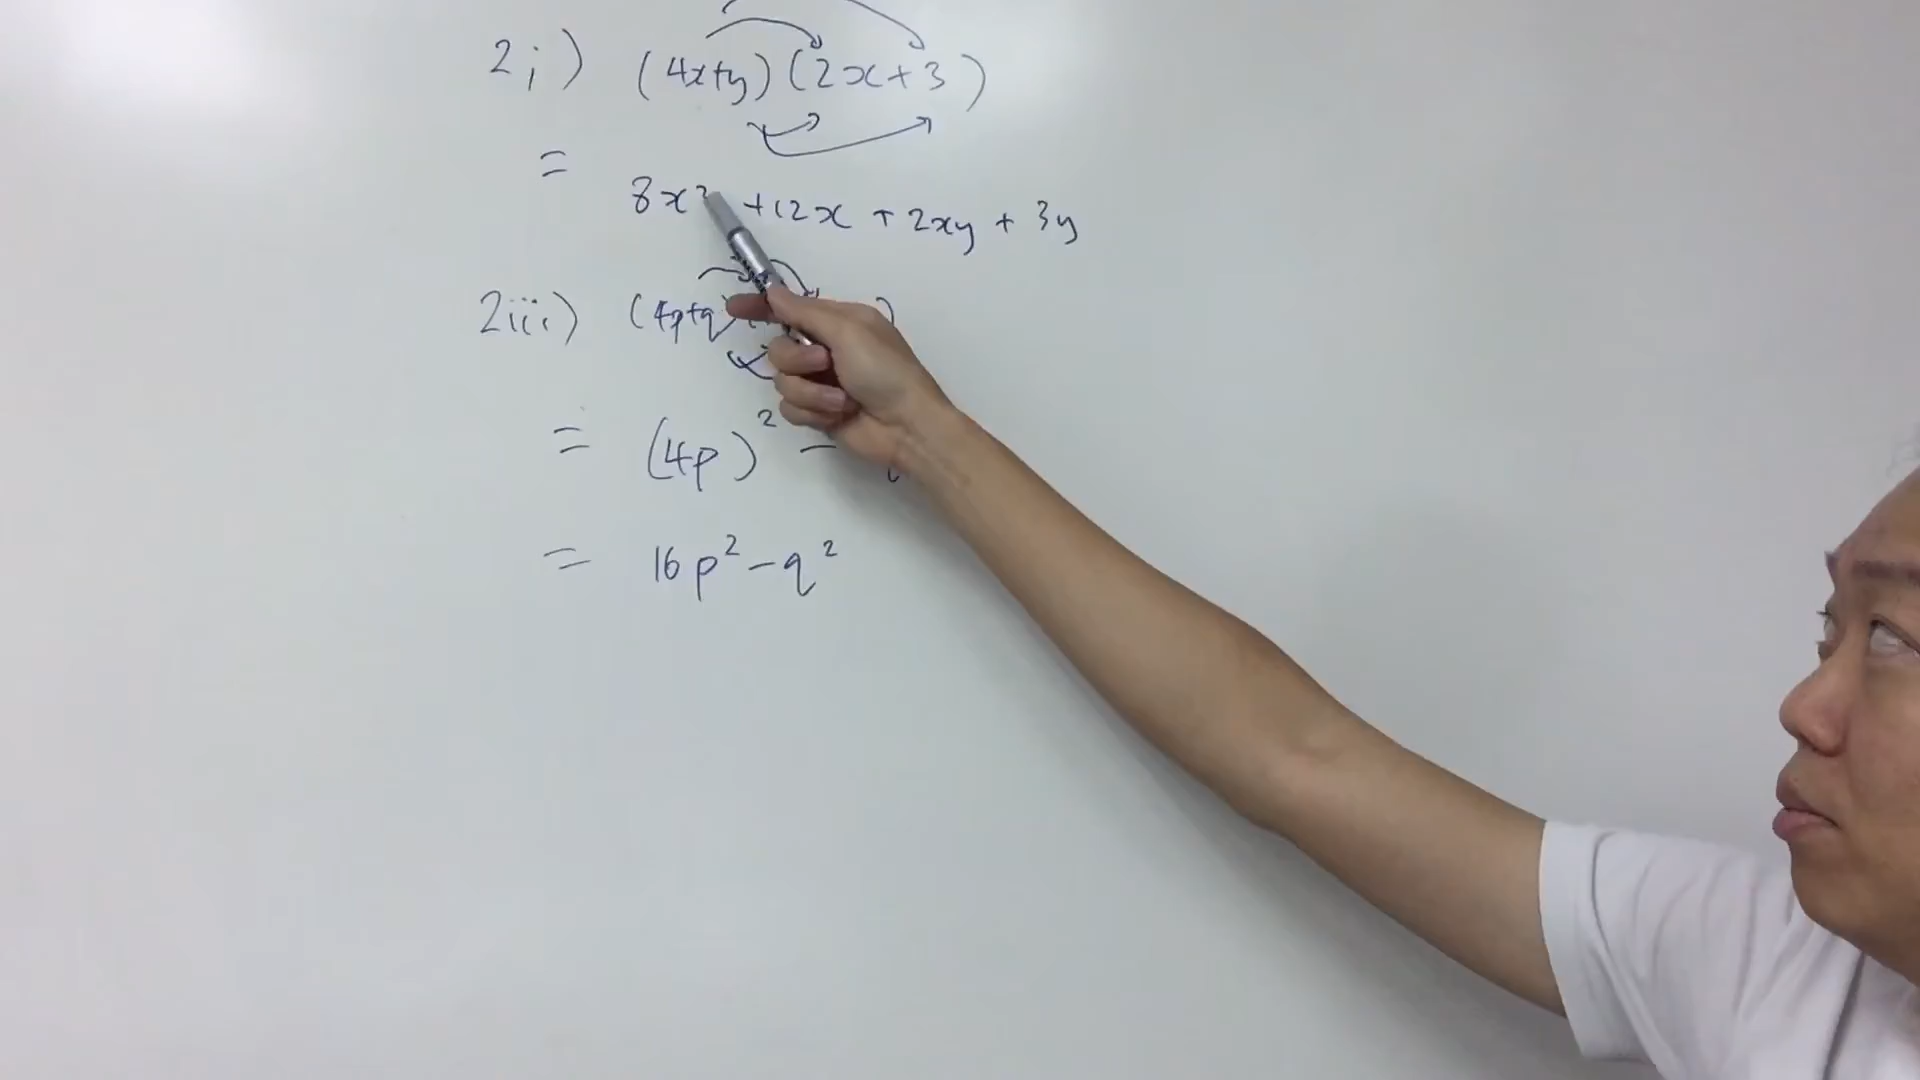 2i) (4x+y)(2x+3)
= 8x² +12x + 2xy + 3y
2iii) (4p+q )
= (4p)² -
= 16p² - q²